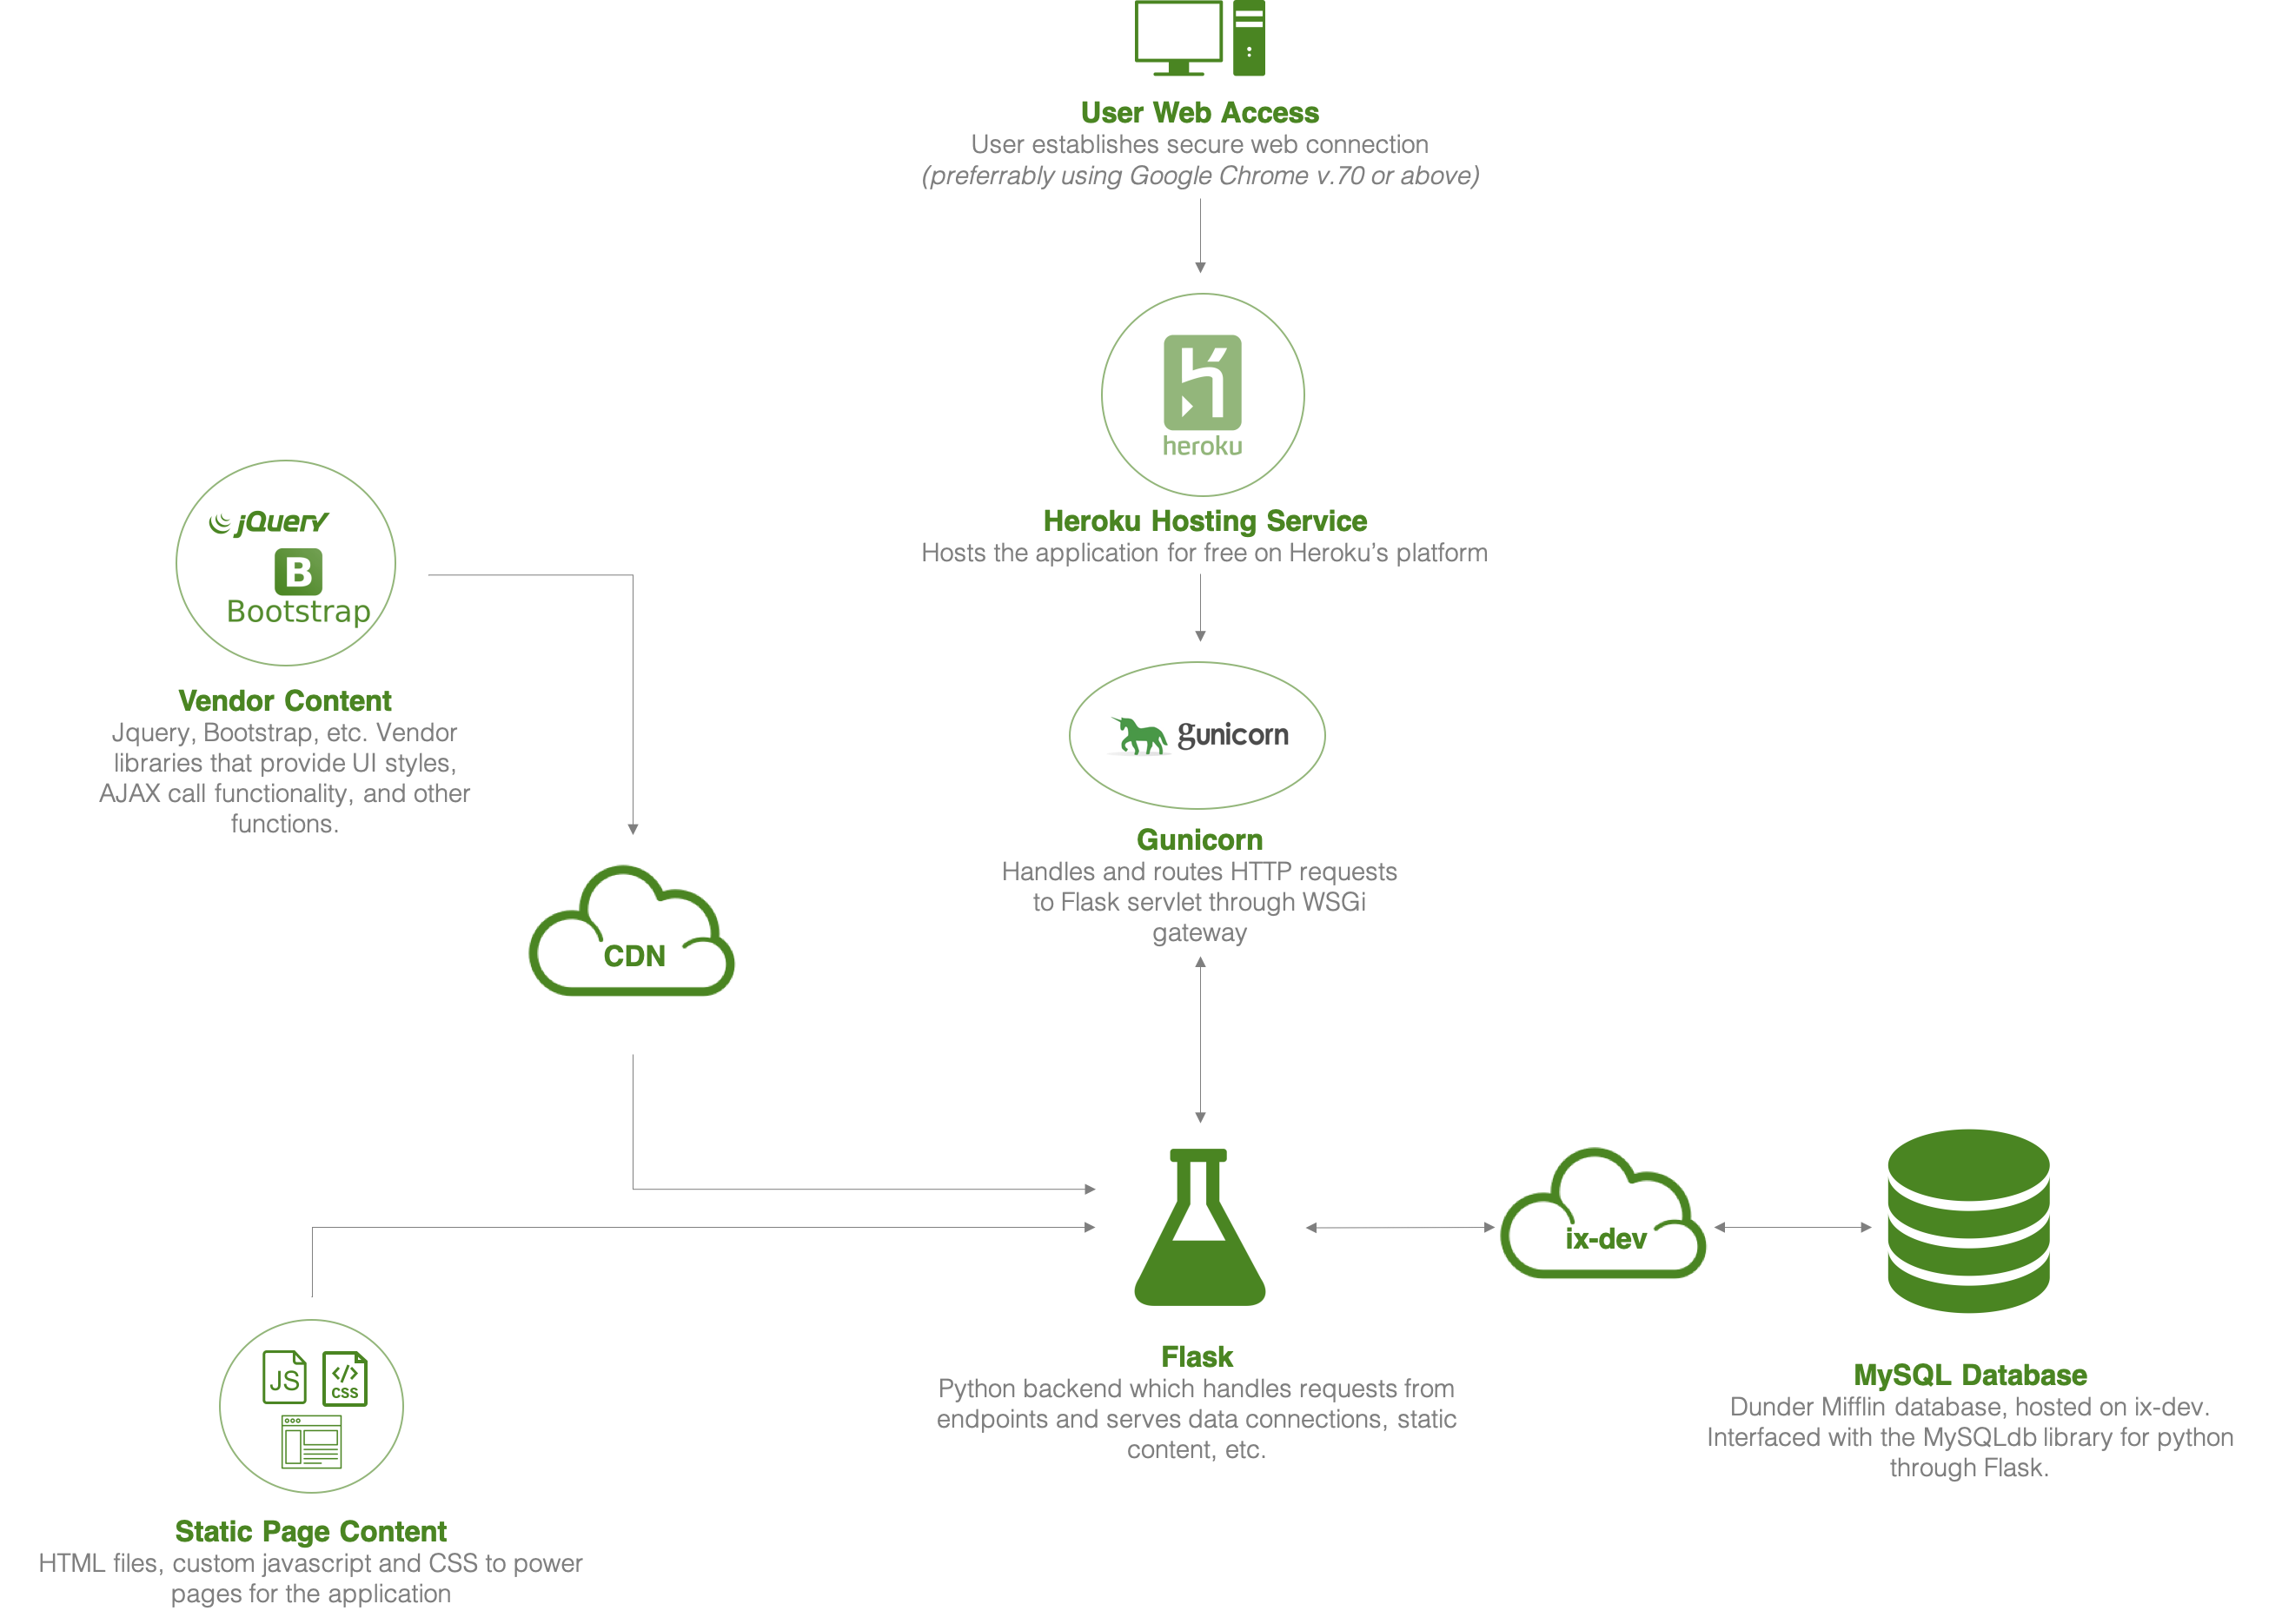 User Web Access
User establishes secure web connection
(preferrably using Google Chrome v.70 or above)
heroku
Heroku Hosting Service
Hosts the application for free on Heroku's platform
jQuery
B
Bootstrap
Vendor Content
Jquery, Bootstrap, etc. Vendor
libraries that provide UI styles,
AJAX call functionality, and other
functions.
gunicorn
Gunicorn
Handles and routes HTTP requests
to Flask servlet through WSGi
gateway
CDN
ix-dev
Flask
Python backend which handles requests from
endpoints and serves data connections, static
content, etc.
MySQL Database
Dunder Mifflin database, hosted on ix-dev.
Interfaced with the MySQLdb library for python
through Flask.
JS
</>
CSS
Static Page Content
HTML files, custom javascript and CSS to power
pages for the application